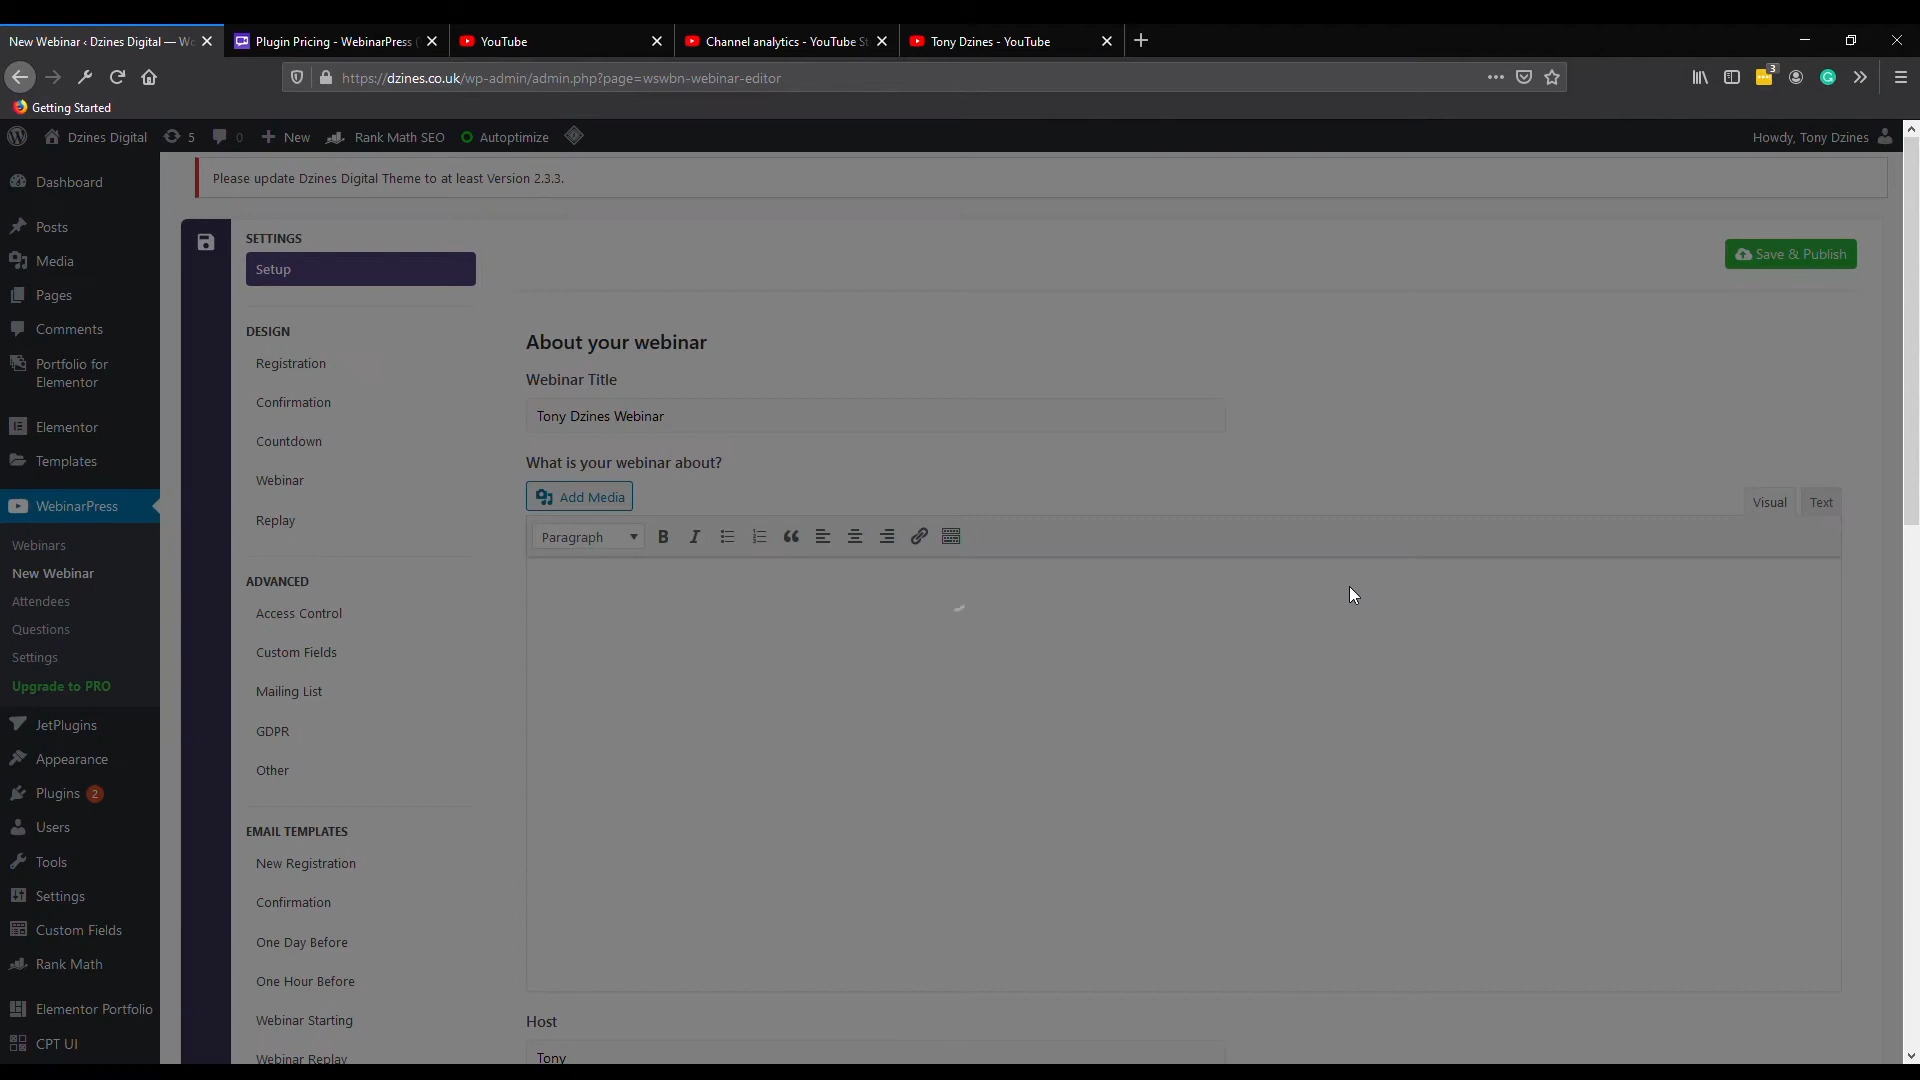 New Webinar ‹ Dzines Digital — Wo
Plugin Pricing - WebinarPress (
YouTube
Channel analytics - YouTube St
Tony Dzines - YouTube
https://dzines.co.uk/wp-admin/admin.php?page=wswbn-webinar-editor
3
Getting Started
Dzines Digital
5
0
New
Rank Math SEO
Autoptimize
Howdy, Tony Dzines
Please update Dzines Digital Theme to at least Version 2.3.3.
Dashboard
Posts
Media
Pages
Comments
Portfolio for
Elementor
Elementor
Templates
WebinarPress
Webinars
New Webinar
Attendees
Questions
Settings
Upgrade to PRO
JetPlugins
Appearance
Plugins 2
Users
Tools
Settings
Custom Fields
Rank Math
Elementor Portfolio
CPT UI
SETTINGS
Setup
DESIGN
Registration
Confirmation
Countdown
Webinar
Replay
ADVANCED
Access Control
Custom Fields
Mailing List
GDPR
Other
EMAIL TEMPLATES
New Registration
Confirmation
One Day Before
One Hour Before
Webinar Starting
Webinar Replay
Save & Publish
About your webinar
Webinar Title
Tony Dzines Webinar
What is your webinar about?
Add Media
Visual
Text
Paragraph
B
I
Host
Tony